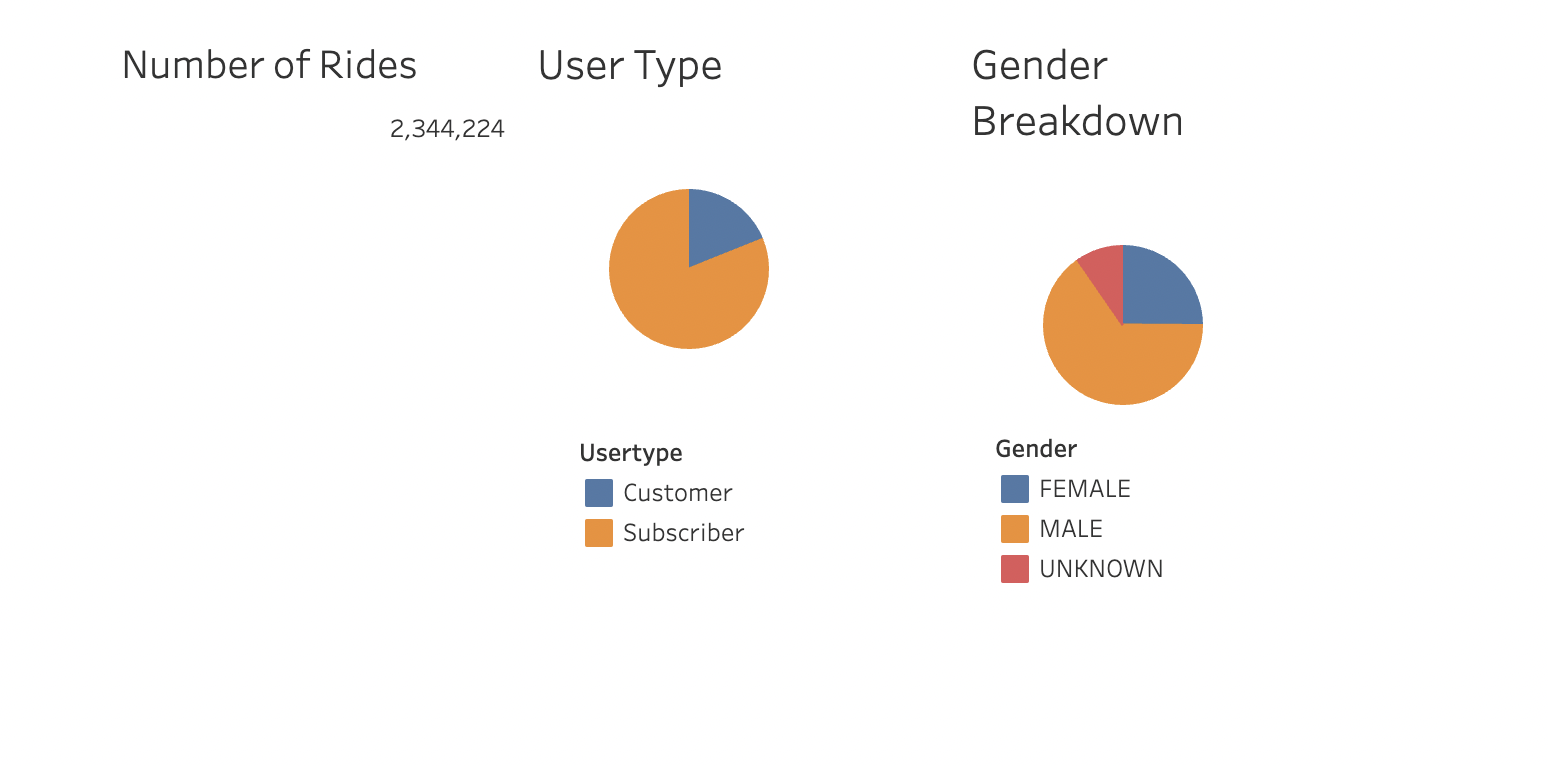 Number of Rides
2,344,224
User Type
Usertype
Customer
Subscriber
Gender
Breakdown
Gender
FEMALE
MALE
UNKNOWN